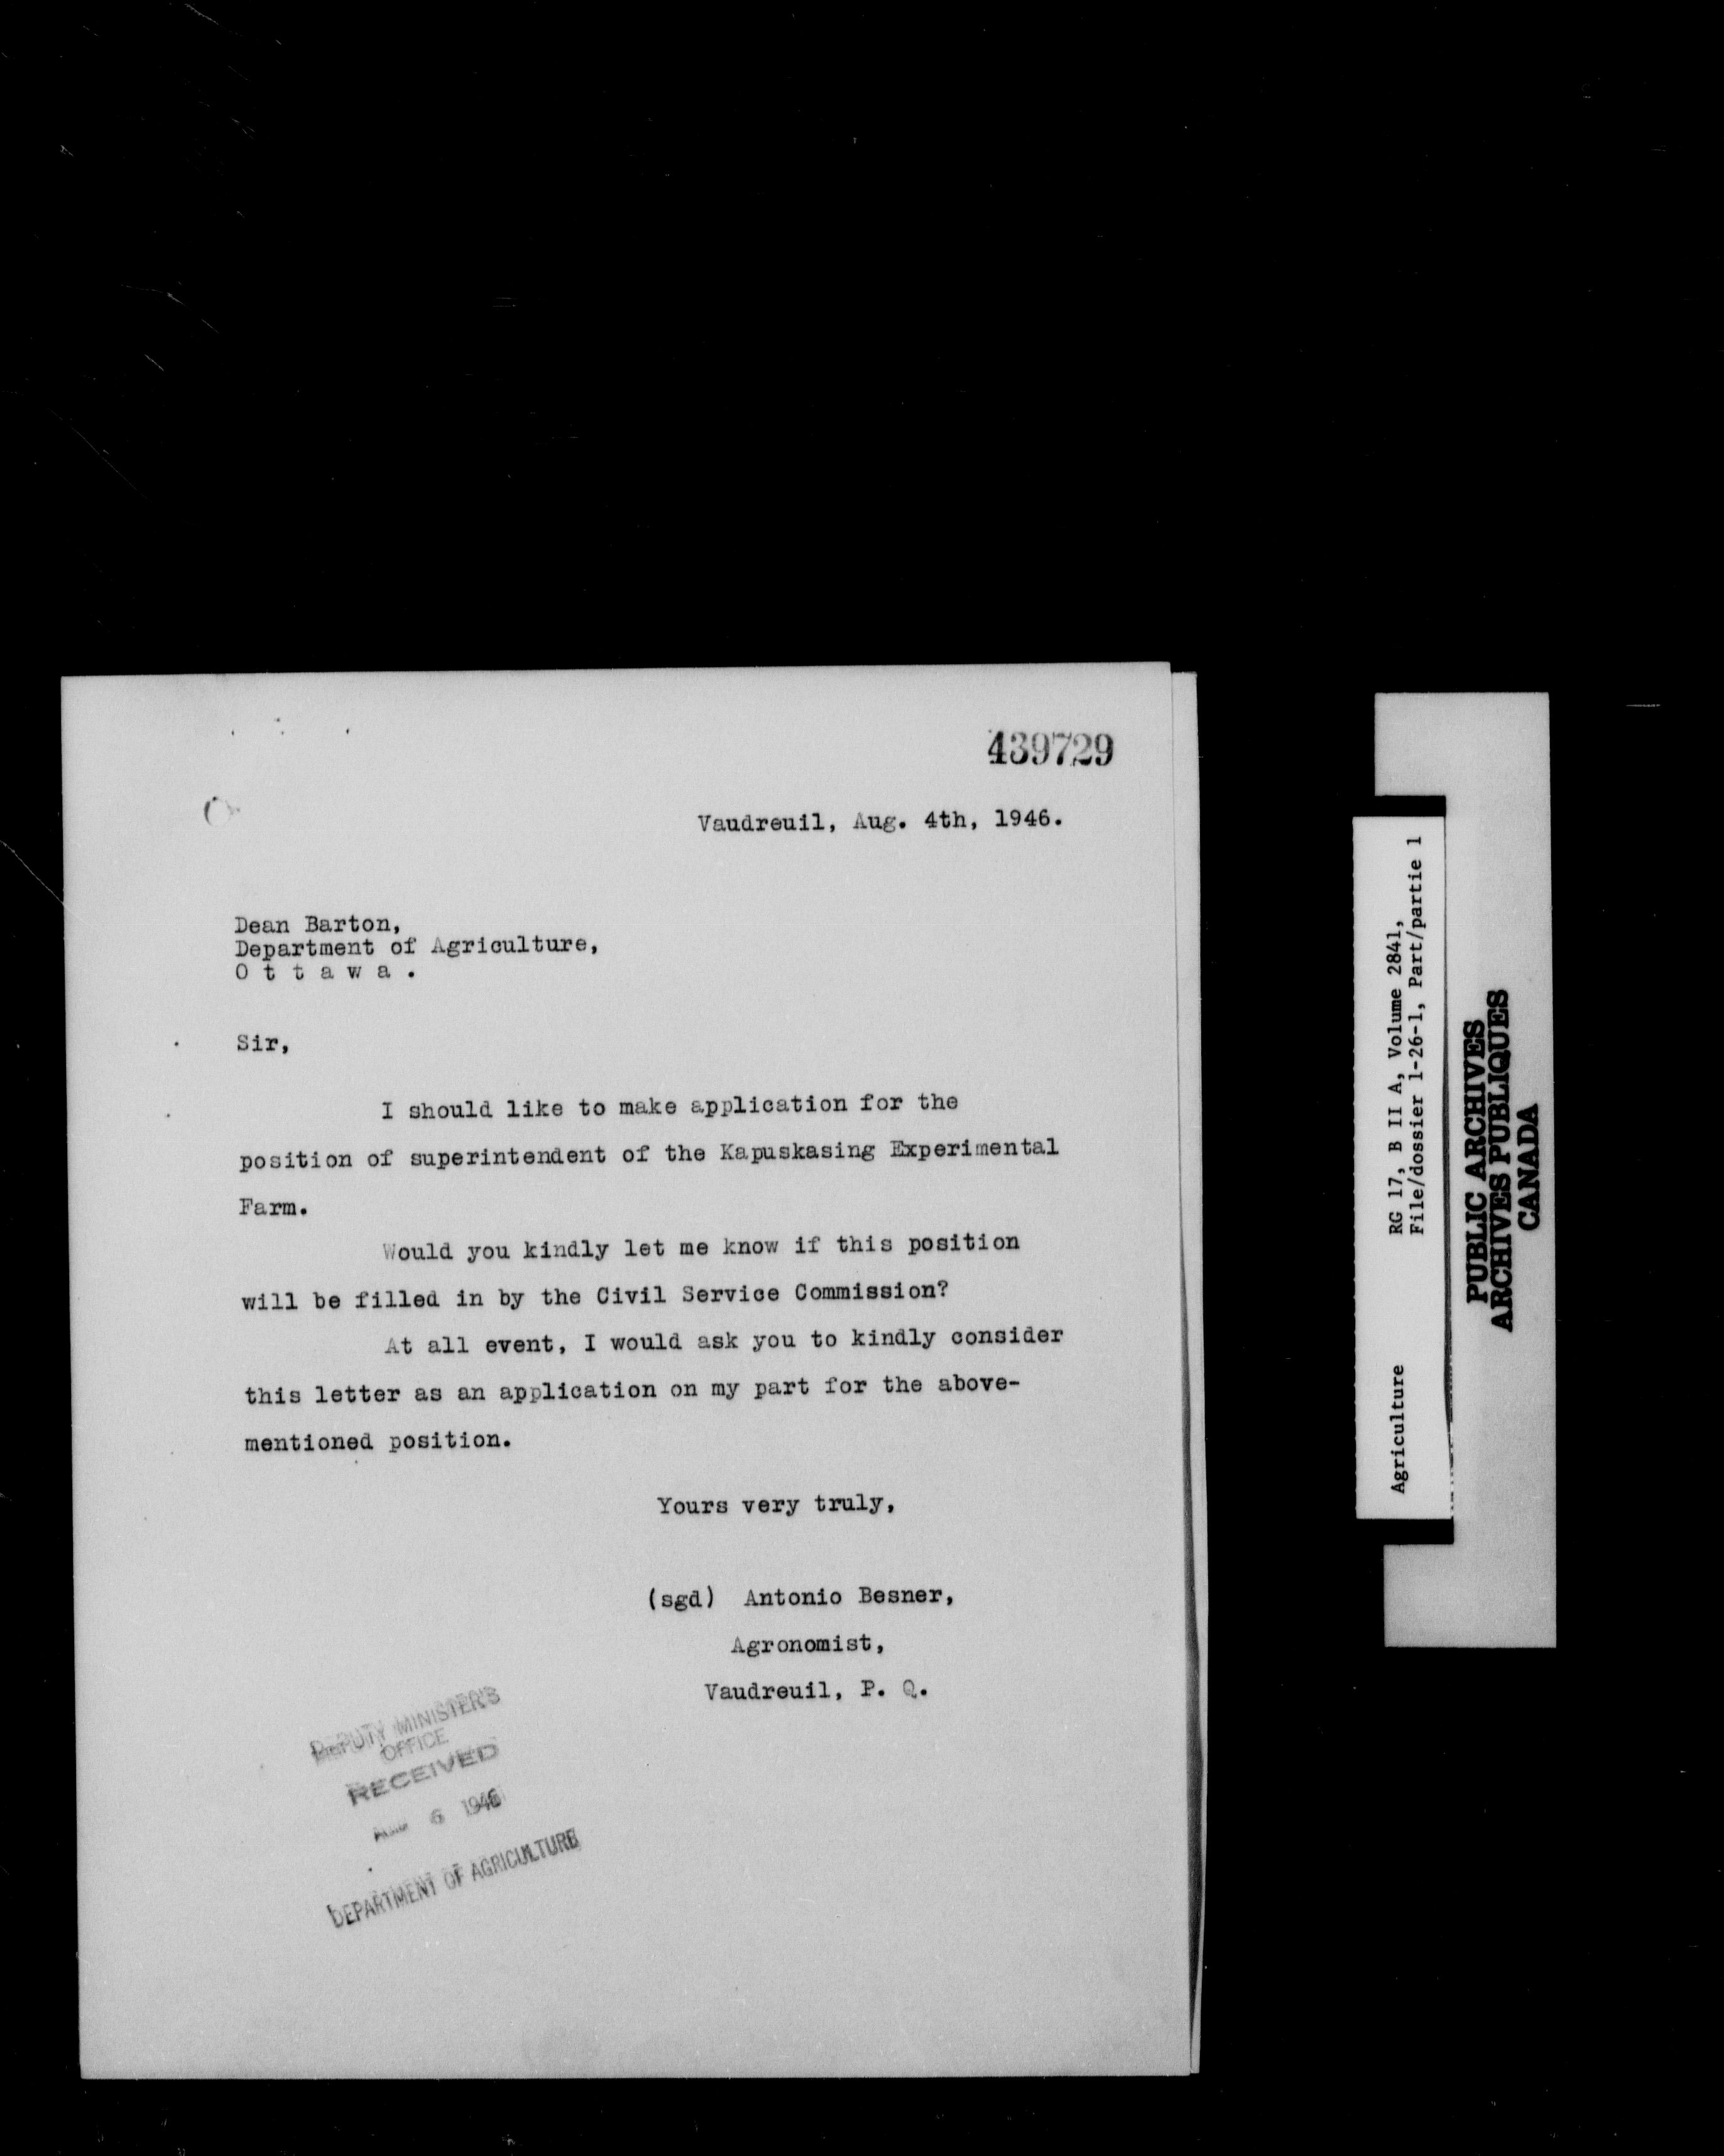 439729
Vaudreuil, Aug. 4th, 1946.
Dean Barton,
Department of Agriculture,
O t t a w a .
Sir,
I should like to make application for the
position of superintendent of the Kapuskasing Experimental
Farm.
Would you kindly let me know if this position
will be filled in by the Civil Service Commission?
At all event, I would ask you to kindly consider
this letter as an application on my part for the above-
mentioned position.
Yours very truly,
(sgd) Antonio Besner,
Agronomist,
Vaudreuil, P. Q.
DEPUTY MINISTER'S
OFFICE
RECEIVED
6 1946
DEPARTMENT OF AGRICULTURE
Agriculture RG 17, B II A, Volume 2841,
File/dossier 1-26-1, Part/partie 1
PUBLIC ARCHIVES
ARCHIVES PUBLIQUES
CANADA